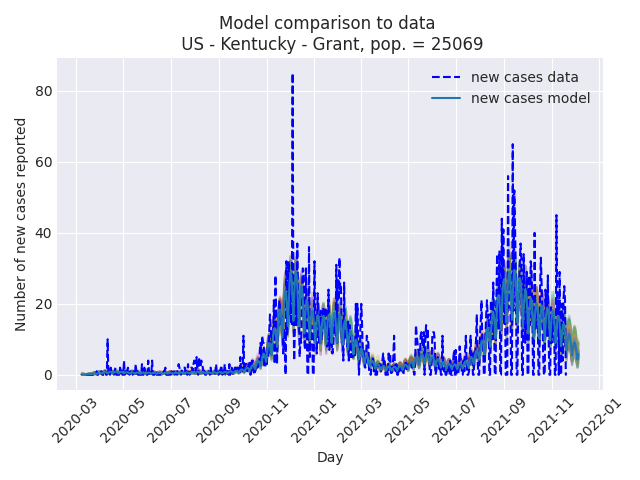 Model comparison to data
US - Kentucky - Grant, pop. = 25069
new cases data
new cases model
Number of new cases reported
80
60
40
20
0
2020-03
2020-05
2020-07
2020-09
2020-11
2021-01
2021-03
2021-05
2021-07
2021-09
2021-11
2022-01
Day